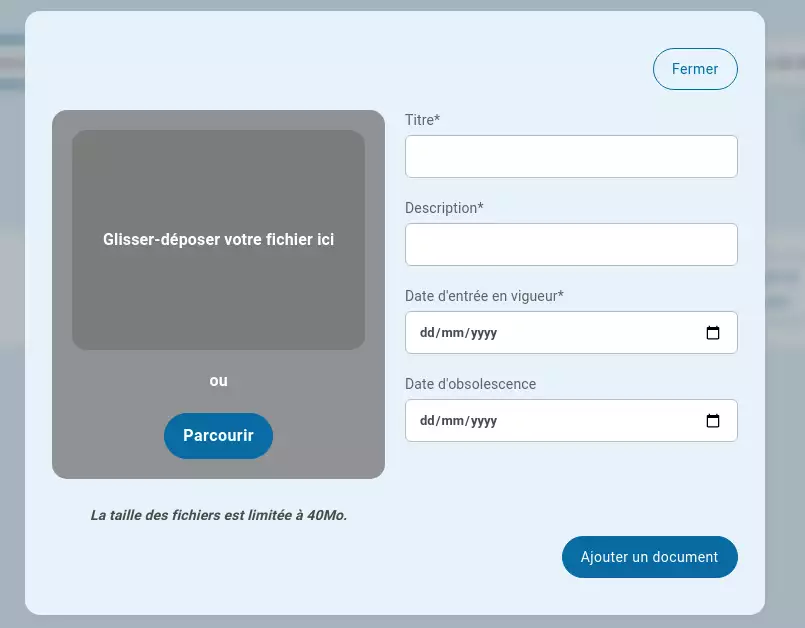 Fermer
Glisser-déposer votre fichier ici
ou
Parcourir
La taille des fichiers est limitée à 40Mo.
Titre*
Description*
Date d'entrée en vigueur*
dd/mm/yyyy
Date d'obsolescence
dd/mm/yyyy
Ajouter un document